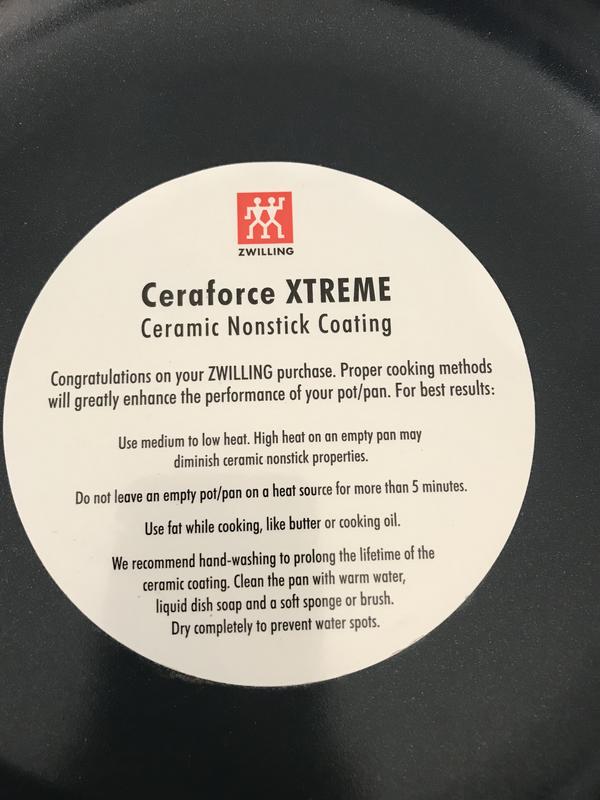 ZWILLING
Ceraforce XTREME
Ceramic Nonstick Coating
Congratulations on your ZWILLING purchase. Proper cooking methods
will greatly enhance the performance of your pot/pan. For best results:
Use medium to low heat. High heat on an empty pan may
diminish ceramic nonstick properties.
Do not leave an empty pot/pan on a heat source for more than 5 minutes.
Use fat while cooking, like butter or cooking oil.
We recommend hand-washing to prolong the lifetime of the
ceramic coating. Clean the pan with warm water,
liquid dish soap and a soft sponge or brush.
Dry completely to prevent water spots.